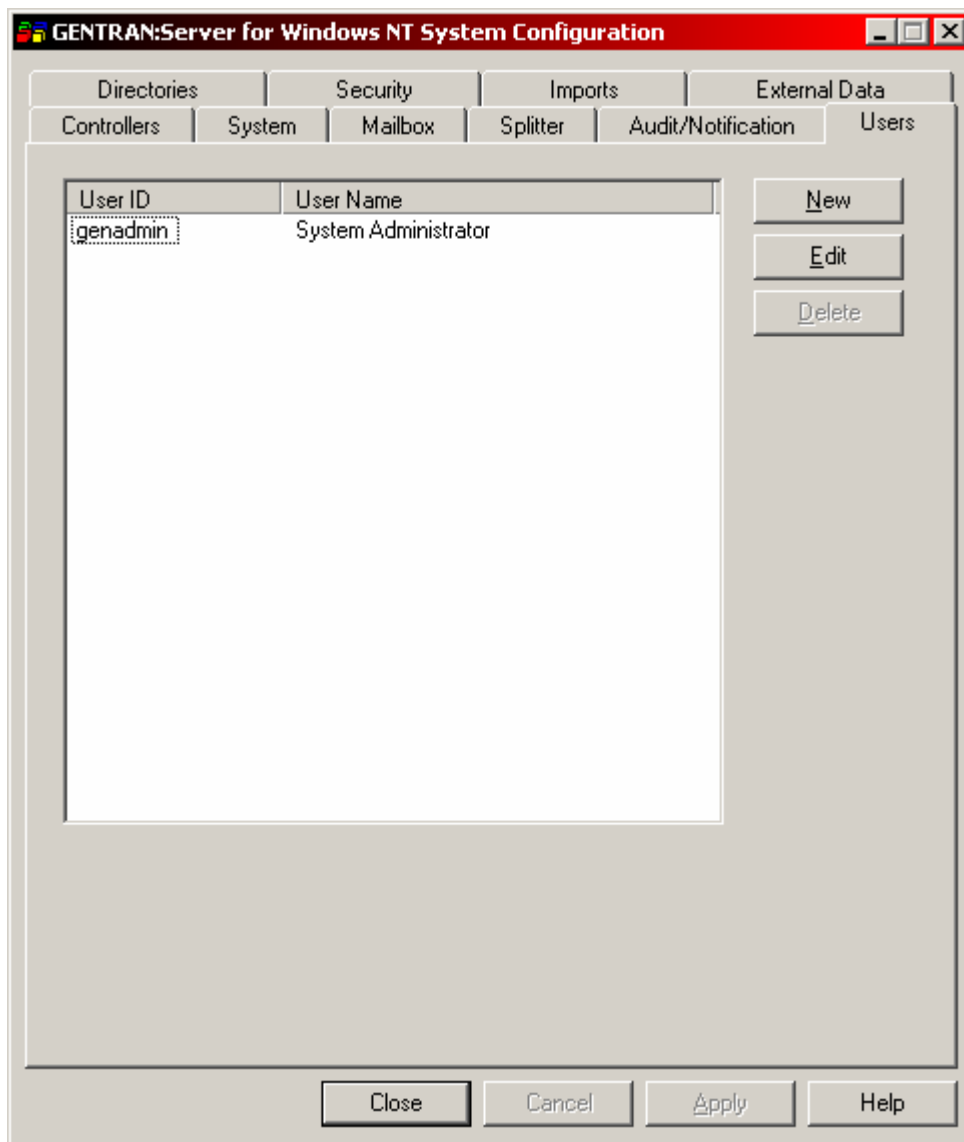 GENTRAN:Server for Windows NT System Configuration
Directories Security Imports External Data
Controllers System Mailbox Splitter Audit/Notification Users
User ID User Name New
genadmin System Administrator
Edit
Delete
Close Cancel Apply Help